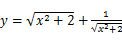 y = √(x² + 2) + 1/√(x²+2)